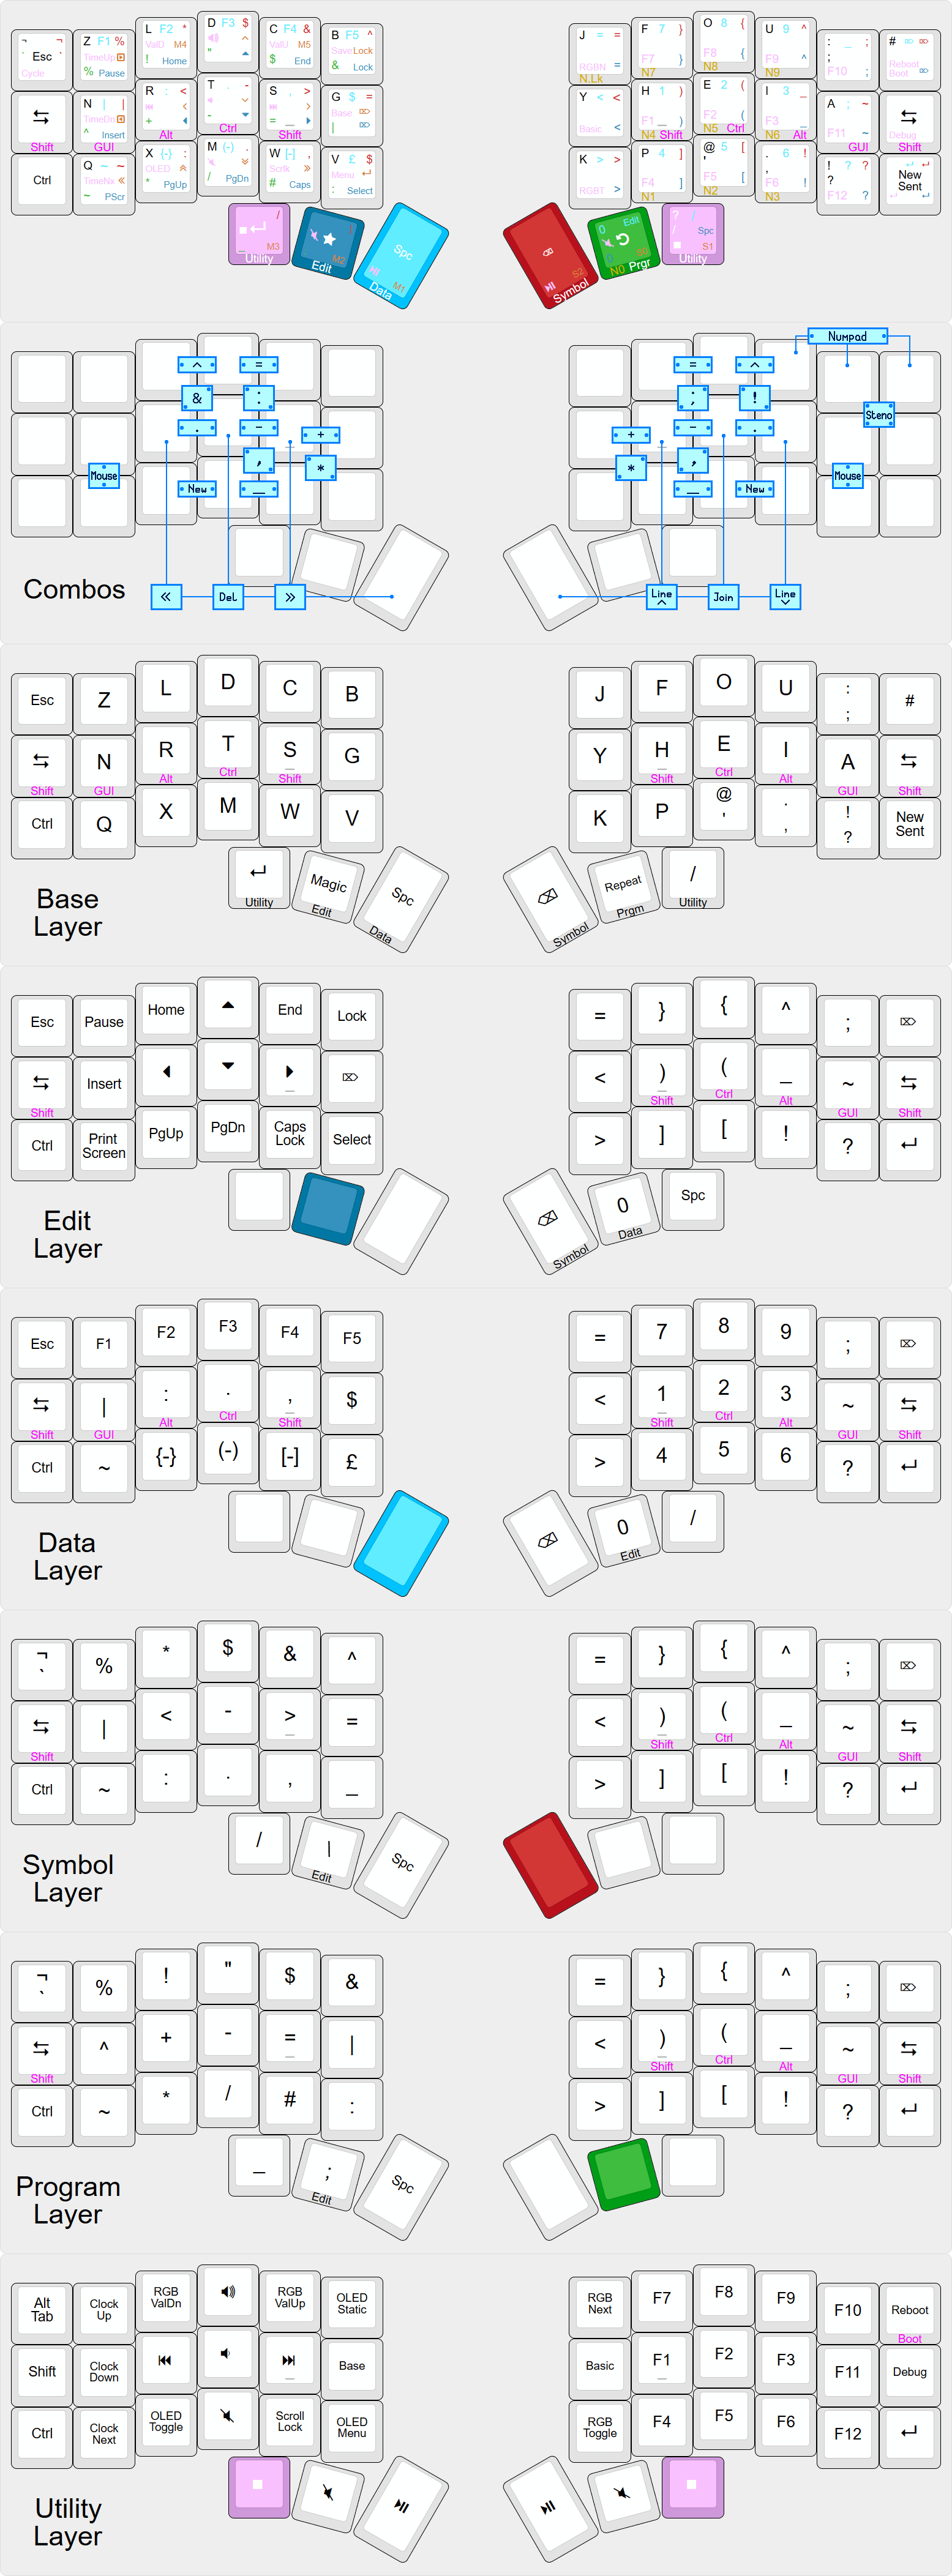 ¬ ¬ Z F1 % L F2 * D F3 $ C F4 & B F5 ^ J = = F 7 } O 8 { U 9 ^ : _ ; #
Esc TimeUp ValD M4 ValU M5 Save Lock ; Reboot
Cycle % Pause ! Home " $ End & Lock RGBN = F7 } F8 { F9 ^ F10 ; Boot
N.Lk N7 N8 N9
N | | R : < T . - S , > G $ = Y < < H 1 ) E 2 ( I 3 _ A ; ~
TimeDn Base
Shift ^ Insert + - = _ | Basic < F1 _ ) F2 ( F3 _ F11 ~ Debug
GUI Alt Ctrl Shift N4 Shift N5 Ctrl N6 Alt GUI Shift
Ctrl Q ~ ~ X {-} : M (-) . W [-] , V £ $ K > > P 4 ] @ 5 [ . 6 ! ! ? ? New
TimeNx OLED Scrlk Menu ' , ? Sent
~ PScr * PgUp / PgDn # Caps : Select RGBT > F4 ] F5 [ F6 ! F12 ?
N1 N2 N3
/ Spc 0 Edit ? /
_ M3 M2 / Spc
Utility Edit M1 S2 0 S1
Data Symbol N0 Prgr Utility
Numpad
^ = = ^
& : ; ! Steno
. - - .
+ +
Mouse , * * , Mouse
New _ _ New
Combos « Del » Line ^ Join Line v
Esc Z L D C B J F O U : ; #
N R T S G Y H E I A
Shift GUI Alt Ctrl Shift Shift Ctrl Alt GUI Shift
Ctrl Q X M W V K P @ ' . , ! ? New Sent
Magic Spc Repeat /
Utility Edit Data Symbol Prgm Utility
Base
Layer
Esc Pause Home End Lock = } { ^ ;
Insert < ) ( _ ~
Shift Shift Ctrl Alt GUI Shift
Ctrl Print Screen PgUp PgDn Caps Lock Select > ] [ ! ?
0 Spc
Symbol Data
Edit
Layer
Esc F1 F2 F3 F4 F5 = 7 8 9 ;
| : . , $ < 1 2 3 ~
Shift GUI Alt Ctrl Shift Shift Ctrl Alt GUI Shift
Ctrl ~ {-} (-) [-] £ > 4 5 6 ?
0 /
Edit
Data
Layer
¬ ` % * $ & ^ = } { ^ ;
| < - > = < ) ( _ ~
Shift Shift Ctrl Alt GUI Shift
Ctrl ~ : . , _ > ] [ ! ?
/ | Spc
Edit
Symbol
Layer
¬ ` % ! " $ & = } { ^ ;
^ + - = | < ) ( _ ~
Shift Shift Ctrl Alt GUI Shift
Ctrl ~ * / # : > ] [ ! ?
_ ; Spc
Edit
Program
Layer
Alt Tab Clock Up RGB ValDn RGB ValUp OLED Static RGB Next F7 F8 F9 F10 Reboot
Boot
Shift Clock Down Base Basic F1 F2 F3 F11 Debug
Ctrl Clock Next OLED Toggle Scroll Lock OLED Menu RGB Toggle F4 F5 F6 F12
Utility
Layer